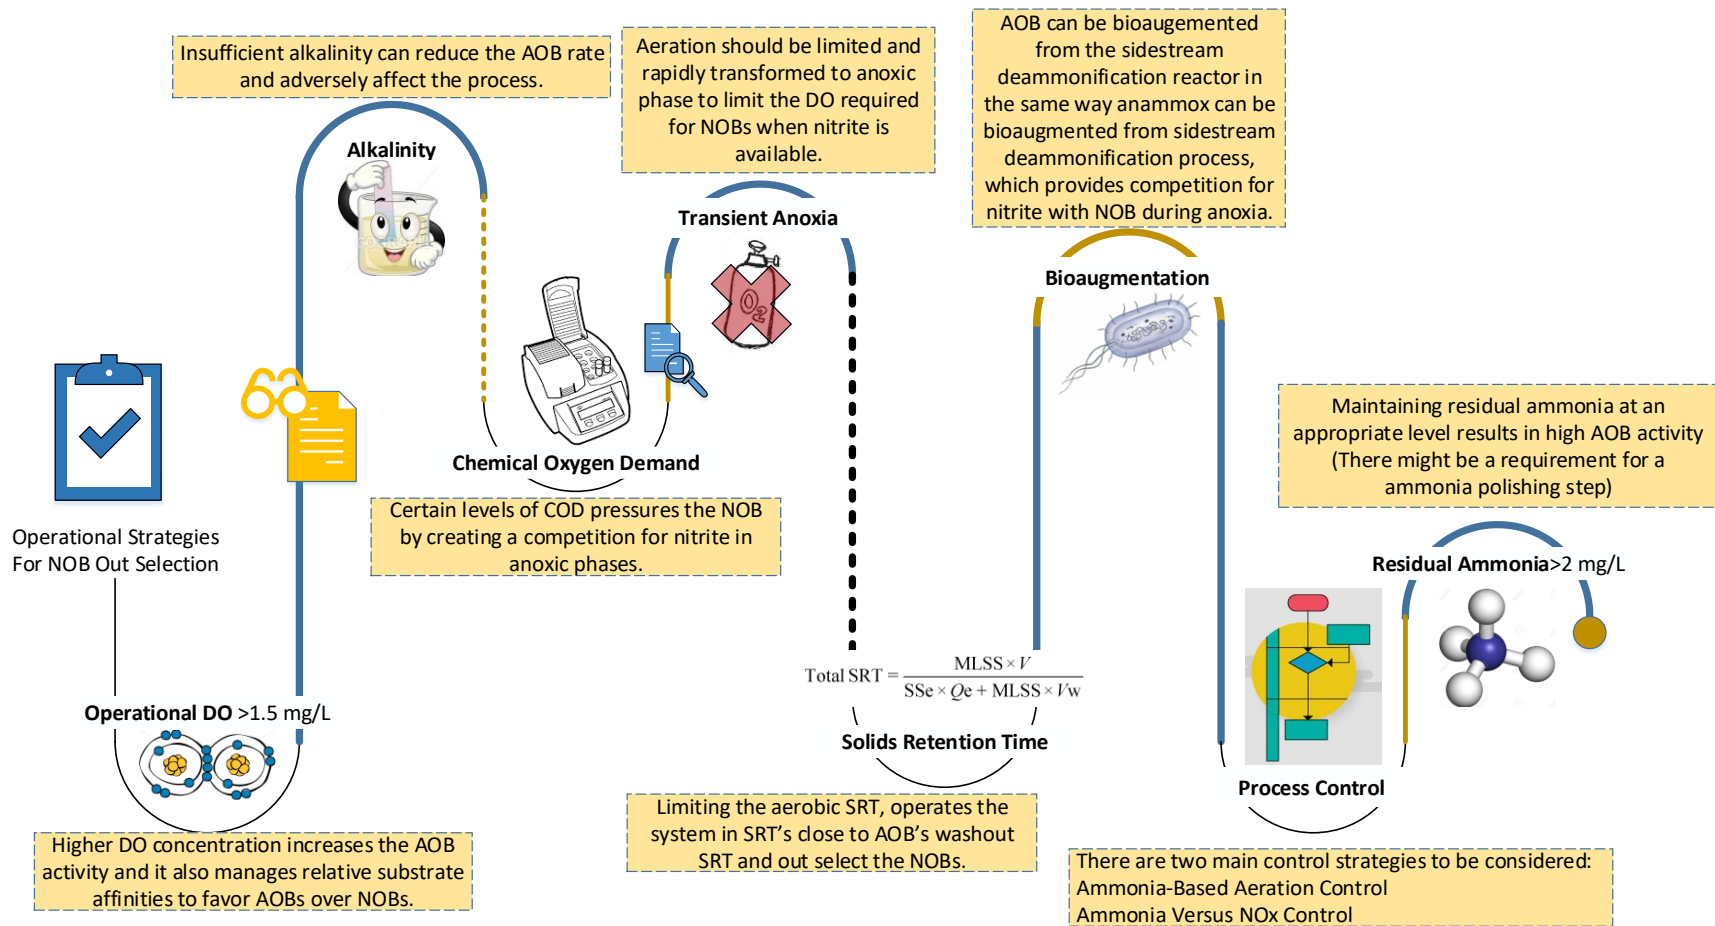 Operational Strategies
For NOB Out Selection
Operational DO >1.5 mg/L
Higher DO concentration increases the AOB
activity and it also manages relative substrate
affinities to favor AOBs over NOBs.
Insufficient alkalinity can reduce the AOB rate
and adversely affect the process.
Alkalinity
Chemical Oxygen Demand
Certain levels of COD pressures the NOB
by creating a competition for nitrite in
anoxic phases.
Aeration should be limited and
rapidly transformed to anoxic
phase to limit the DO required
for NOBs when nitrite is
available.
Transient Anoxia
O2
Total SRT = MLSS × V / SSe × Qe + MLSS × Vw
Solids Retention Time
Limiting the aerobic SRT, operates the
system in SRT's close to AOB's washout
SRT and out select the NOBs.
AOB can be bioaugemented
from the sidestream
deammonification reactor in
the same way anammox can be
bioaugmented from sidestream
deammonification process,
which provides competition for
nitrite with NOB during anoxia.
Bioaugmentation
Process Control
There are two main control strategies to be considered:
Ammonia-Based Aeration Control
Ammonia Versus NOx Control
Maintaining residual ammonia at an
appropriate level results in high AOB activity
(There might be a requirement for a
ammonia polishing step)
Residual Ammonia>2 mg/L